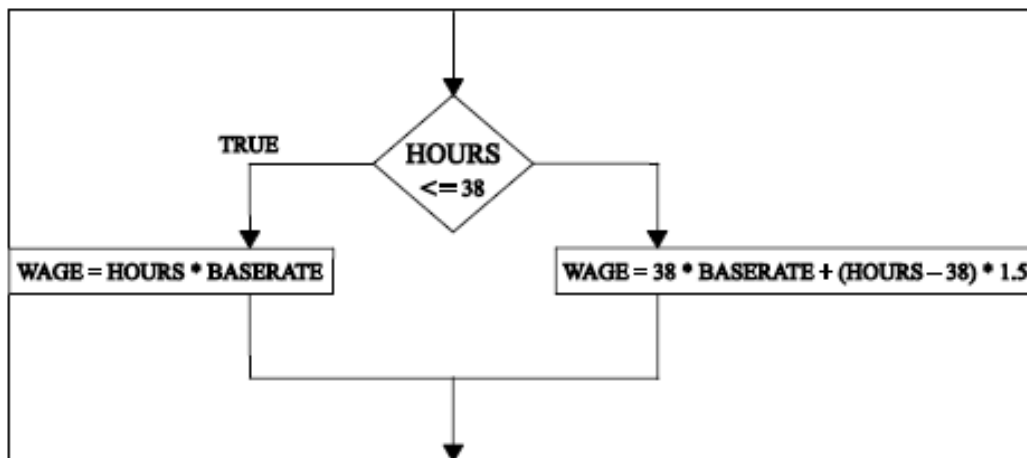 TRUE
HOURS
<= 38
WAGE = HOURS * BASERATE
WAGE = 38 * BASERATE + (HOURS – 38) * 1.5